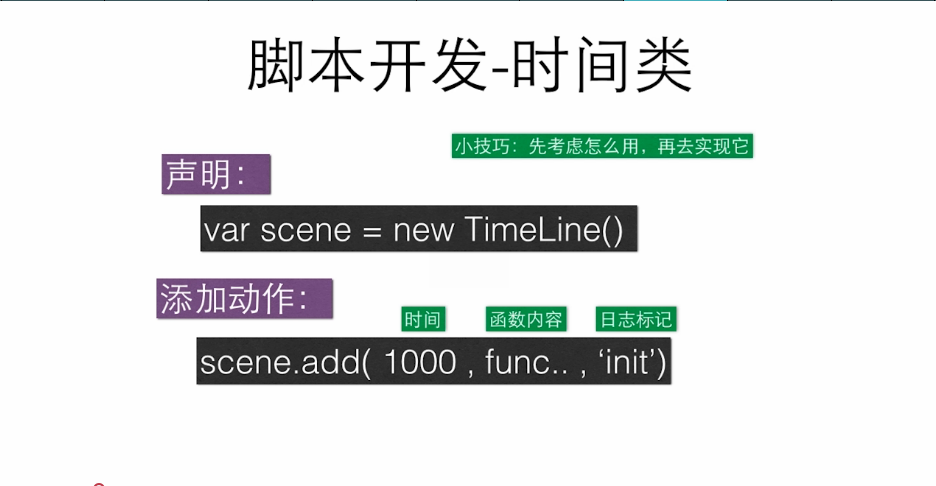 脚本开发-时间类
小技巧：先考虑怎么用，再去实现它
声明：
var scene = new TimeLine()
添加动作：
时间 函数内容 日志标记
scene.add( 1000 , func.. , ‘init’)